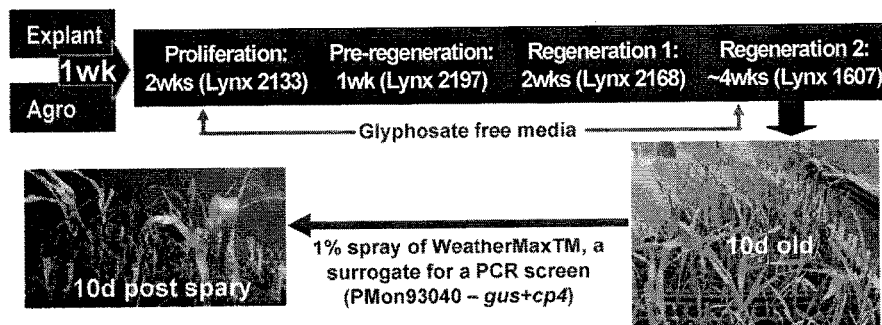 Explant
1wk
Agro
Proliferation:
2wks (Lynx 2133)
Pre-regeneration:
1wk (Lynx 2197)
Regeneration 1:
2wks (Lynx 2168)
Regeneration 2:
~4wks (Lynx 1607)
Glyphosate free media
10d post spary
1% spray of WeatherMaxTM, a
surrogate for a PCR screen
(PMon93040 – gus+cp4)
10d old